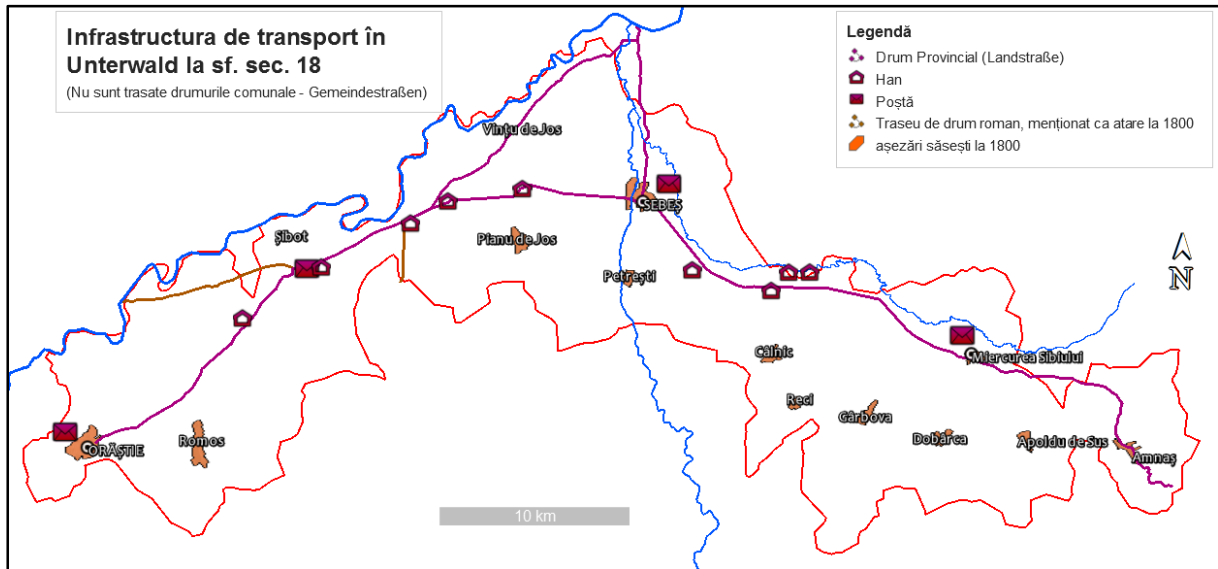 Infrastructura de transport în
Unterwald la sf. sec. 18
(Nu sunt trasate drumurile comunale - Gemeindestraßen)
Legendă
Drum Provincial (Landstraße)
Han
Poștă
Traseu de drum roman, menționat ca atare la 1800
așezări săsești la 1800
Vințu de Jos
SEBEȘ
Șibot
Pianu de Jos
Petrești
N
Câlnic
Miercurea Sibiului
Reci
Gârbova
ORĂȘTIE
Romos
Dobârca
Apoldu de Sus
Amnaș
10 km